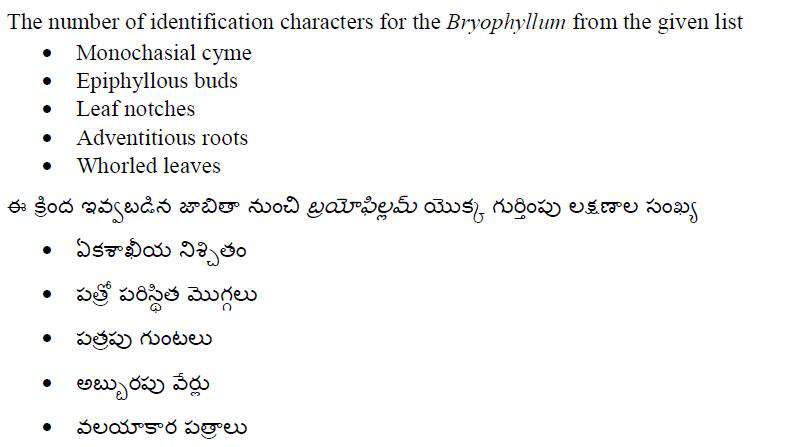 The number of identification characters for the Bryophyllum from the given list
• Monochasial cyme
• Epiphyllous buds
• Leaf notches
• Adventitious roots
• Whorled leaves
ఈ క్రింద ఇవ్వబడిన జాబితా నుంచి బ్రయోఫిల్లమ్ యొక్క గుర్తింపు లక్షణాల సంఖ్య
• ఏకశాఖీయ నిశ్చితం
• పత్రో పరిస్థిత మొగ్గలు
• పత్రపు గుంటలు
• అబ్బురపు వేర్లు
• వలయాకార పత్రాలు